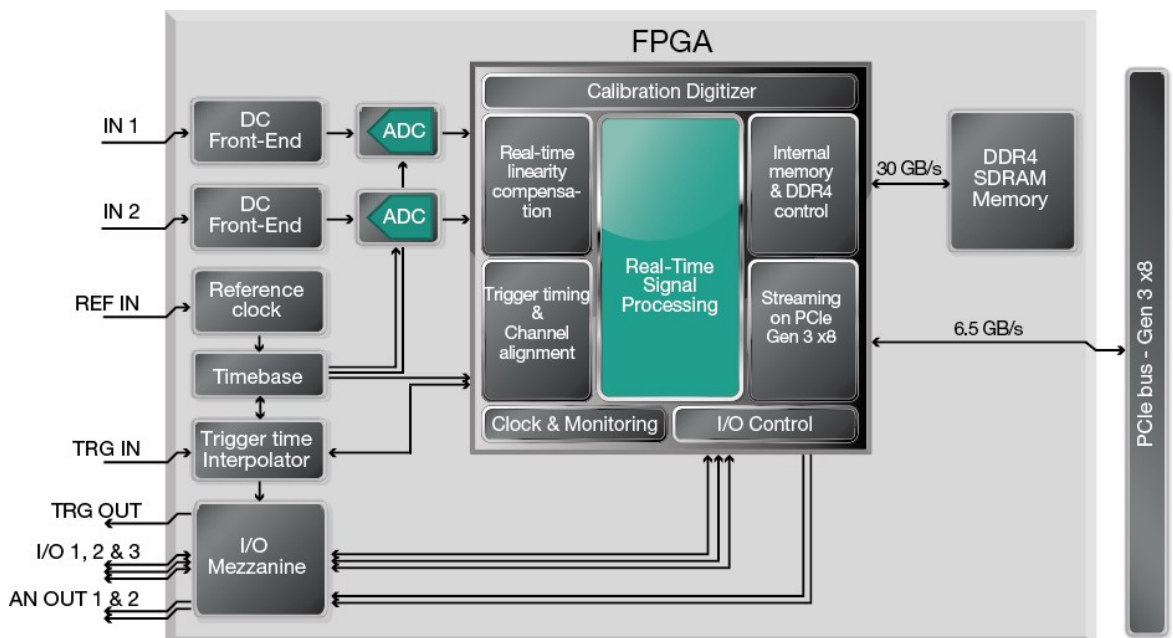 FPGA
Calibration Digitizer
IN 1
DC
Front-End
ADC
Real-time
linearity
compensa-
tion
Internal
memory
& DDR4
control
30 GB/s
DDR4
SDRAM
Memory
IN 2
DC
Front-End
ADC
Real-Time
Signal
Processing
REF IN
Reference
clock
Trigger timing
&
Channel
alignment
Streaming
on PCIe
Gen 3 x8
6.5 GB/s
PCIe bus - Gen 3 x8
Timebase
Clock & Monitoring
I/O Control
TRG IN
Trigger time
Interpolator
TRG OUT
I/O 1, 2 & 3
I/O
Mezzanine
AN OUT 1 & 2